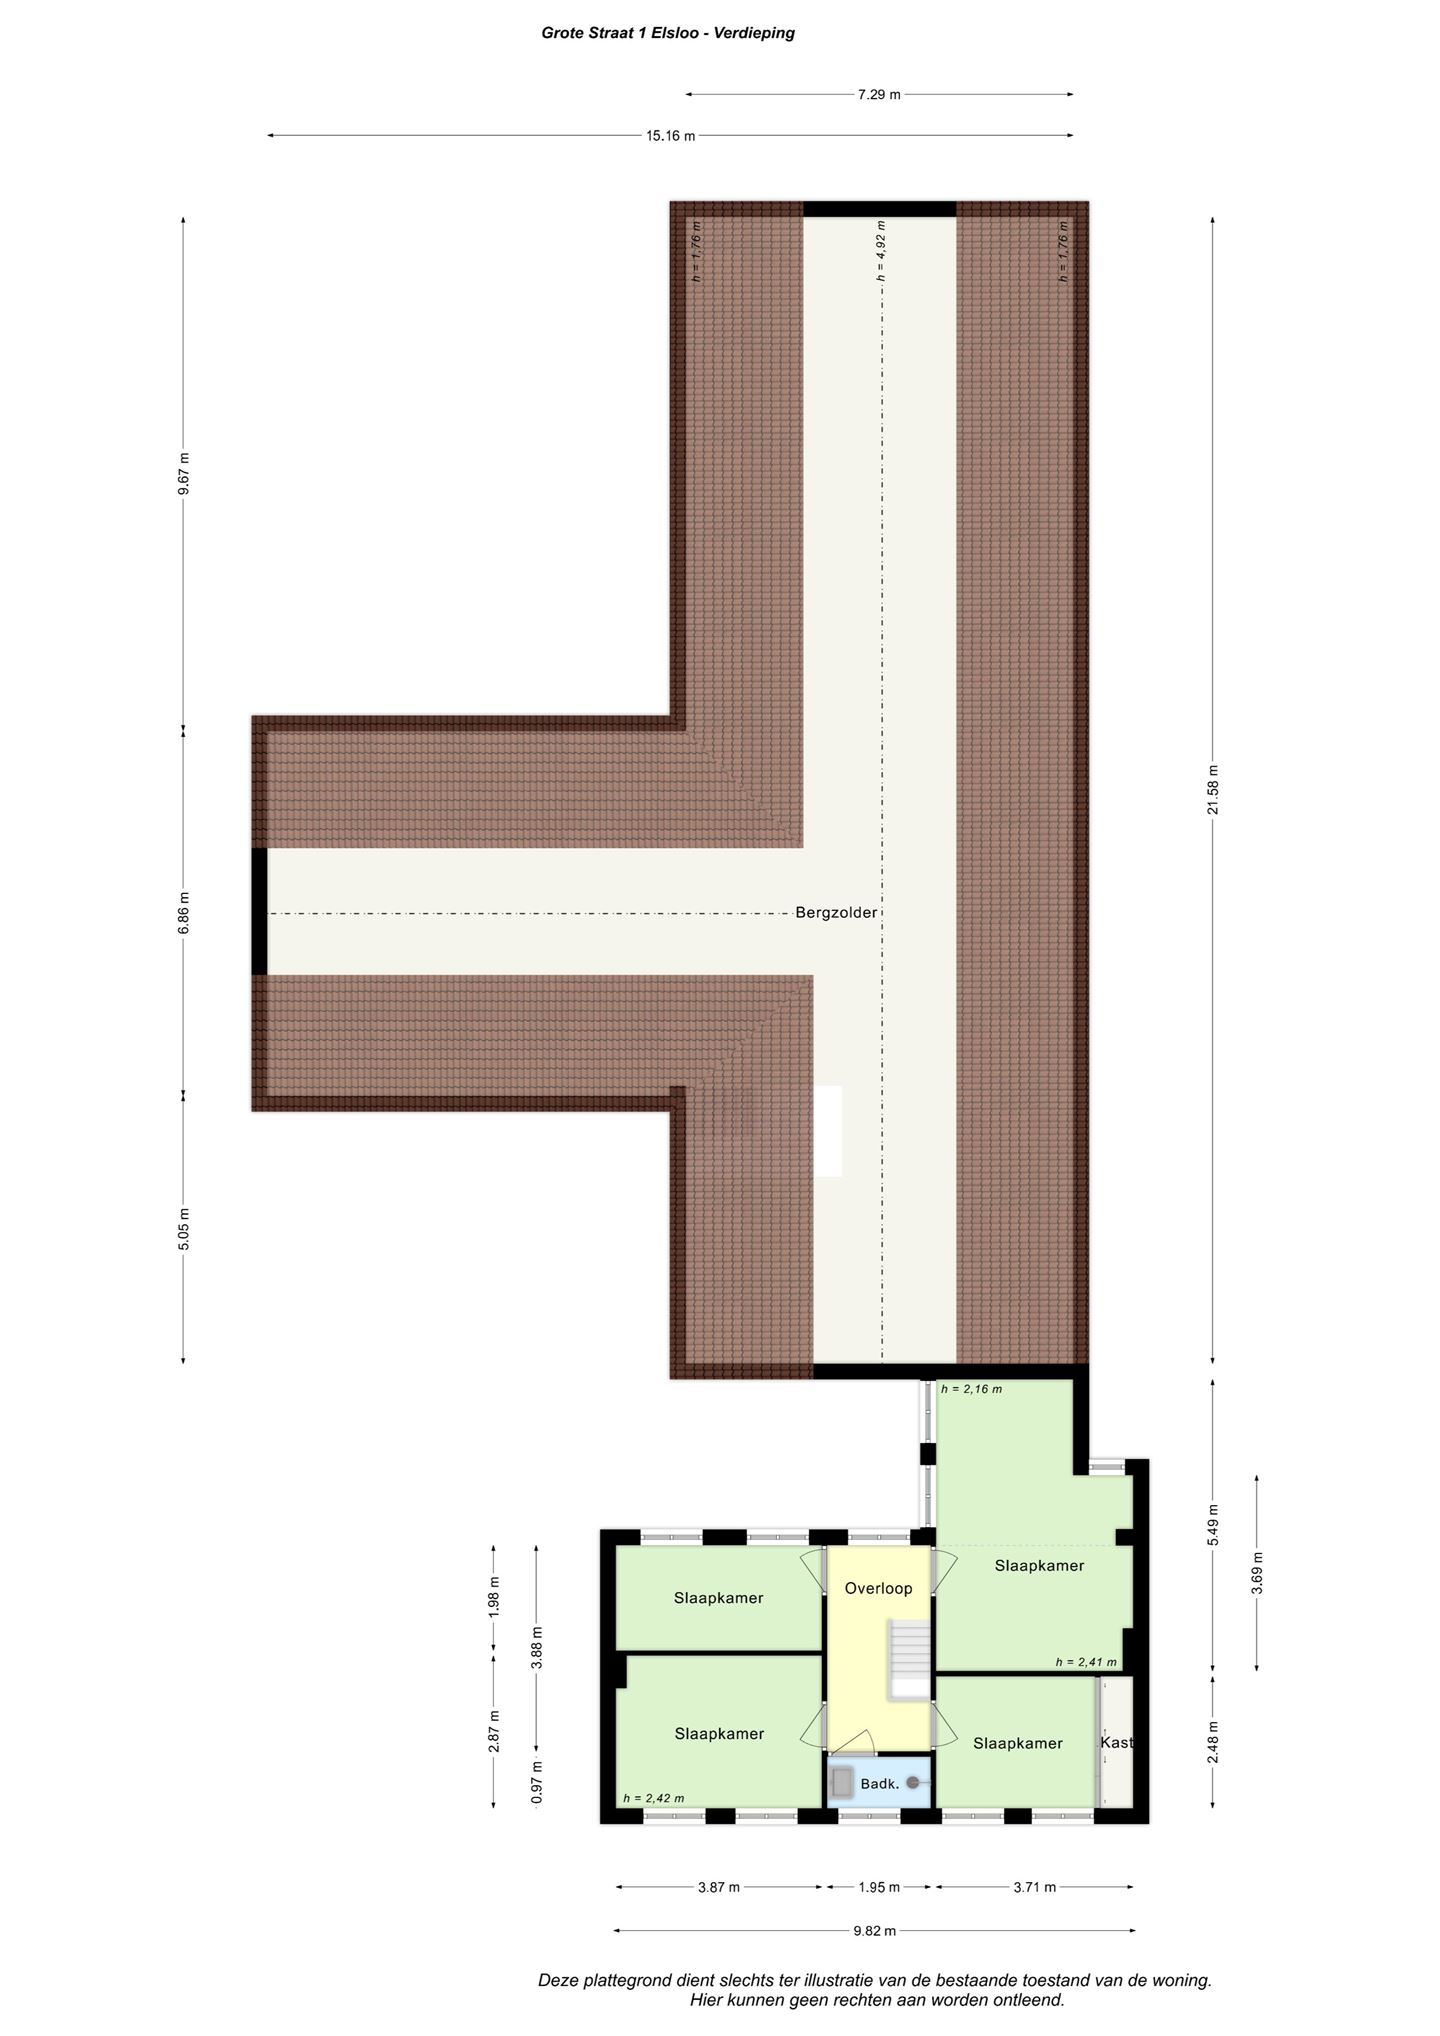 Grote Straat 1 Elsloo - Verdieping
7.29 m
15.16 m
h = 1,76 m
h = 4,92 m
h = 1,76 m
9.67 m
21.58 m
6.86 m
Bergzolder
5.05 m
h = 2,16 m
5.49 m
3.69 m
Slaapkamer
Overloop
Slaapkamer
1.98 m
3.88 m
h = 2,41 m
Slaapkamer
Slaapkamer
Kast
2.87 m
2.48 m
0.97 m
Badk.
h = 2,42 m
3.87 m
1.95 m
3.71 m
9.82 m
Deze plattegrond dient slechts ter illustratie van de bestaande toestand van de woning.
Hier kunnen geen rechten aan worden ontleend.